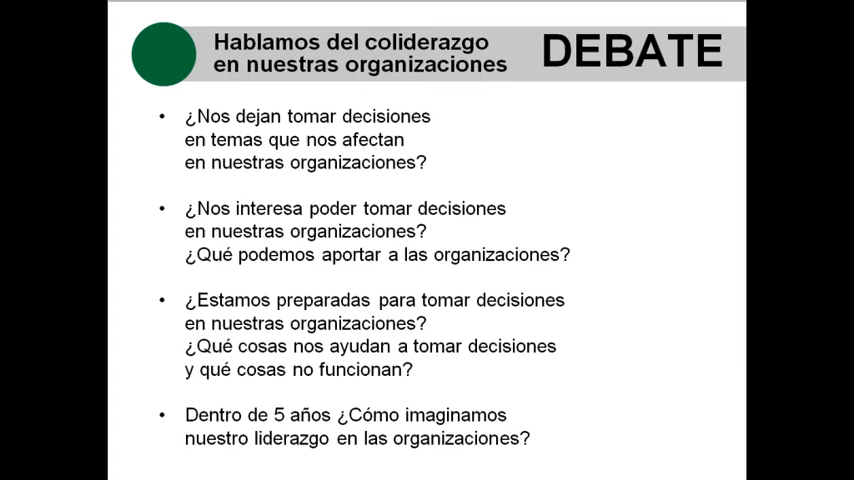 Hablamos del coliderazgo
en nuestras organizaciones
DEBATE
• ¿Nos dejan tomar decisiones
en temas que nos afectan
en nuestras organizaciones?
• ¿Nos interesa poder tomar decisiones
en nuestras organizaciones?
¿Qué podemos aportar a las organizaciones?
• ¿Estamos preparadas para tomar decisiones
en nuestras organizaciones?
¿Qué cosas nos ayudan a tomar decisiones
y qué cosas no funcionan?
• Dentro de 5 años ¿Cómo imaginamos
nuestro liderazgo en las organizaciones?